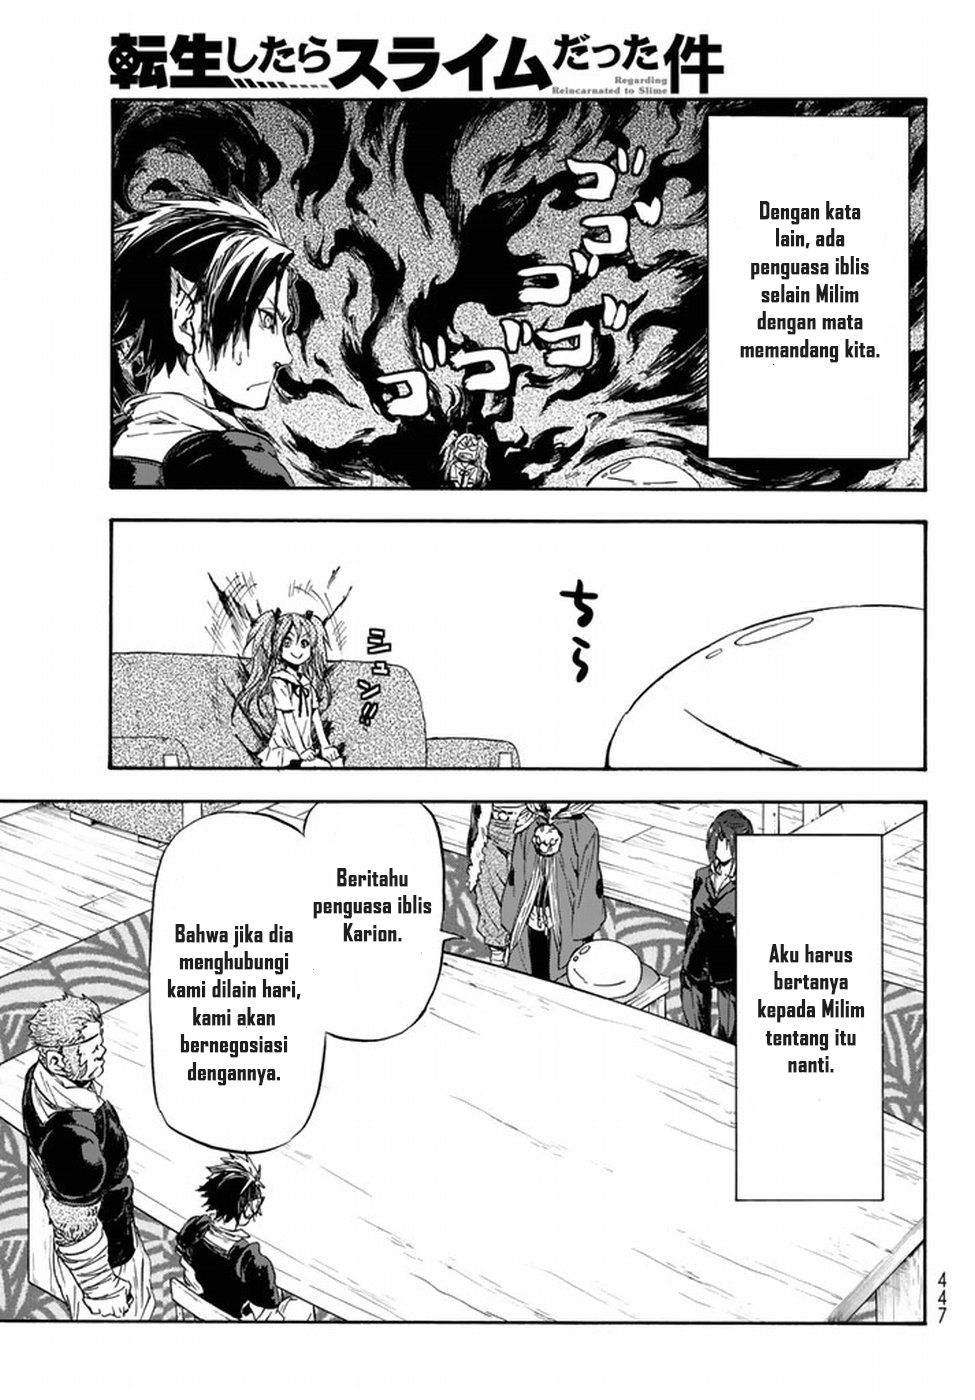 転生したらスライムだった件
Regarding
Reincarnated to Slime
Dengan kata
lain, ada
penguasa iblis
selain Milim
dengan mata
memandang kita.
ゴゴゴゴゴゴ
ちら
シュン!!
Beritahu
penguasa iblis
Karion.
Bahwa jika dia
menghubungi
kami dilain hari,
kami akan
bernegosiasi
dengannya.
Aku harus
bertanya
kepada Milim
tentang itu
nanti.
447